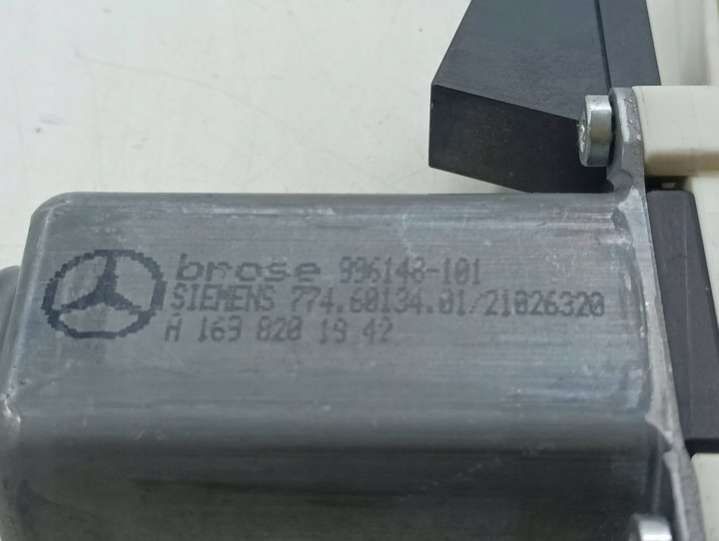 brose 996148-101
SIEMENS 774.60134.01/21026320
A 169 820 19 42